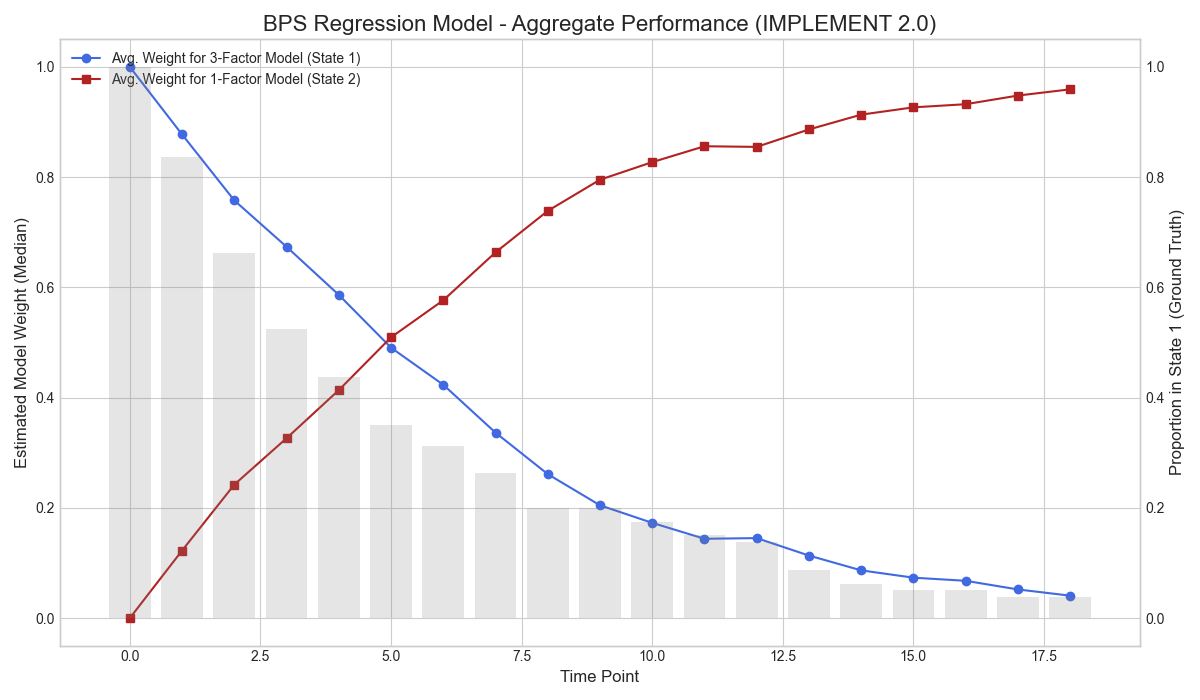 BPS Regression Model - Aggregate Performance (IMPLEMENT 2.0)
Avg. Weight for 3-Factor Model (State 1)
Avg. Weight for 1-Factor Model (State 2)
Estimated Model Weight (Median)
1.0
0.8
0.6
0.4
0.2
0.0
1.0
0.8
0.6
0.4
0.2
0.0
Proportion in State 1 (Ground Truth)
0.0 2.5 5.0 7.5 10.0 12.5 15.0 17.5
Time Point